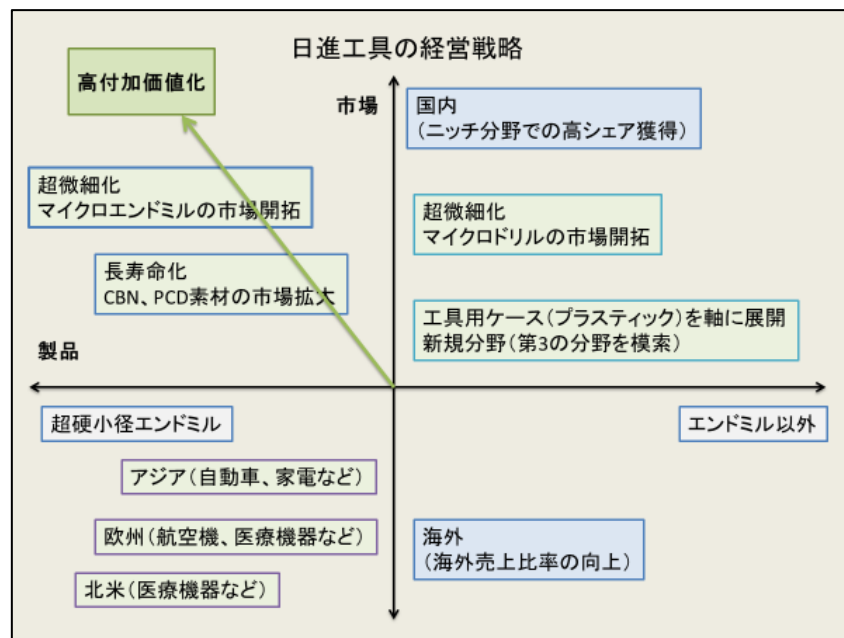 日進工具の経営戦略
高付加価値化
市場
国内
(ニッチ分野での高シェア獲得)
超微細化
マイクロエンドミルの市場開拓
超微細化
マイクロドリルの市場開拓
長寿命化
CBN、PCD素材の市場拡大
工具用ケース(プラスティック)を軸に展開
新規分野(第3の分野を模索)
製品
超硬小径エンドミル
エンドミル以外
アジア(自動車、家電など)
欧州(航空機、医療機器など)
北米(医療機器など)
海外
(海外売上比率の向上)